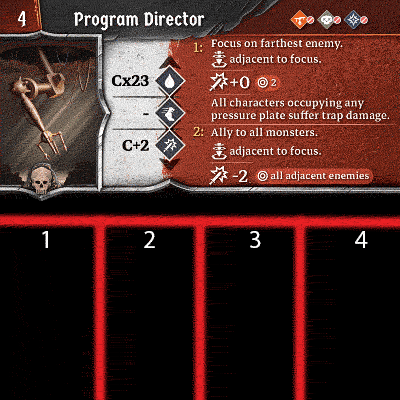 4 Program Director
1: Focus on farthest enemy.
adjacent to focus.
Cx23
+0 2
-
All characters occupying any
pressure plate suffer trap damage.
2: Ally to all monsters.
C+2
adjacent to focus.
-2 all adjacent enemies
1 2 3 4